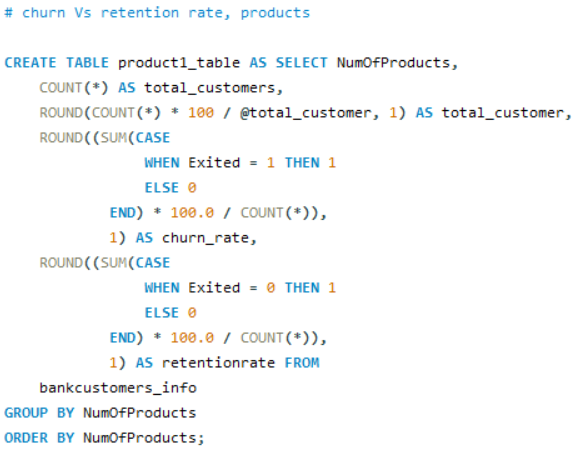 # churn Vs retention rate, products
CREATE TABLE product1_table AS SELECT NumOfProducts,
COUNT(*) AS total_customers,
ROUND(COUNT(*) * 100 / @total_customer, 1) AS total_customer,
ROUND((SUM(CASE
WHEN Exited = 1 THEN 1
ELSE 0
END) * 100.0 / COUNT(*)),
1) AS churn_rate,
ROUND((SUM(CASE
WHEN Exited = 0 THEN 1
ELSE 0
END) * 100.0 / COUNT(*)),
1) AS retentionrate FROM
bankcustomers_info
GROUP BY NumOfProducts
ORDER BY NumOfProducts;